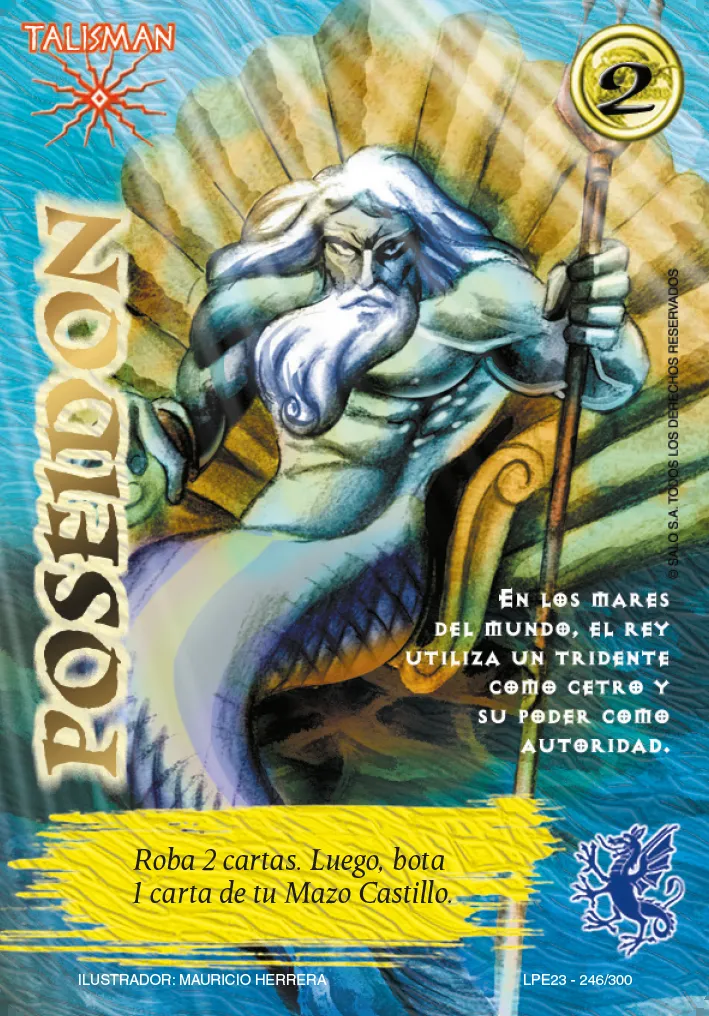 TALISMAN
2
POSEIDON
© SALO S.A. TODOS LOS DERECHOS RESERVADOS
En los mares
del mundo, el rey
utiliza un tridente
como cetro y
su poder como
autoridad.
Roba 2 cartas. Luego, bota
1 carta de tu Mazo Castillo.
ILUSTRADOR: MAURICIO HERRERA
LPE23 - 246/300